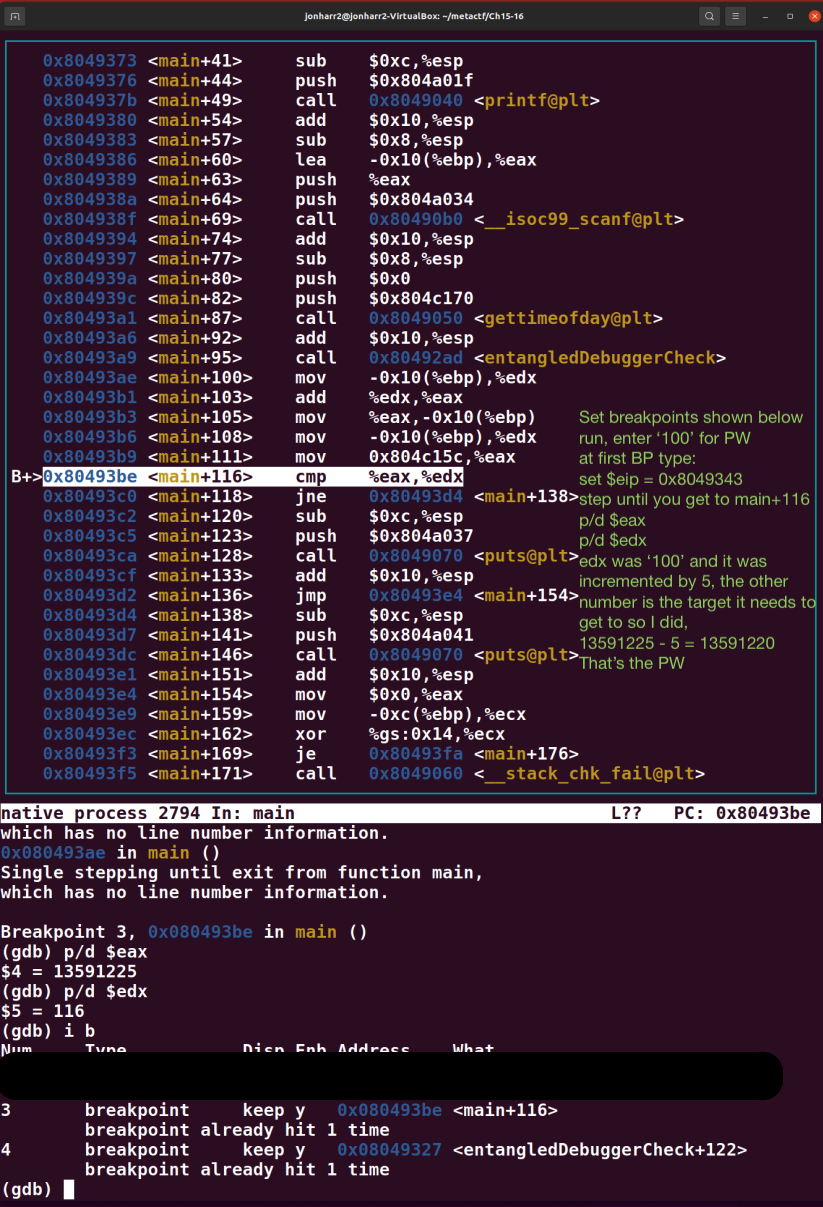 jonharr2@jonharr2-VirtualBox: ~/metactf/Ch15-16
0x8049373 <main+41> sub $0xc,%esp
0x8049376 <main+44> push $0x804a01f
0x804937b <main+49> call 0x8049040 <printf@plt>
0x8049380 <main+54> add $0x10,%esp
0x8049383 <main+57> sub $0x8,%esp
0x8049386 <main+60> lea -0x10(%ebp),%eax
0x8049389 <main+63> push %eax
0x804938a <main+64> push $0x804a034
0x804938f <main+69> call 0x80490b0 <__isoc99_scanf@plt>
0x8049394 <main+74> add $0x10,%esp
0x8049397 <main+77> sub $0x8,%esp
0x804939a <main+80> push $0x0
0x804939c <main+82> push $0x804c170
0x80493a1 <main+87> call 0x8049050 <gettimeofday@plt>
0x80493a6 <main+92> add $0x10,%esp
0x80493a9 <main+95> call 0x80492ad <entangledDebuggerCheck>
0x80493ae <main+100> mov -0x10(%ebp),%edx
0x80493b1 <main+103> add %edx,%eax
0x80493b3 <main+105> mov %eax,-0x10(%ebp)
0x80493b6 <main+108> mov -0x10(%ebp),%edx
0x80493b9 <main+111> mov 0x804c15c,%eax
B+>0x80493be <main+116> cmp %eax,%edx
0x80493c0 <main+118> jne 0x80493d4 <main+138>
0x80493c2 <main+120> sub $0xc,%esp
0x80493c5 <main+123> push $0x804a037
0x80493ca <main+128> call 0x8049070 <puts@plt>
0x80493cf <main+133> add $0x10,%esp
0x80493d2 <main+136> jmp 0x80493e4 <main+154>
0x80493d4 <main+138> sub $0xc,%esp
0x80493d7 <main+141> push $0x804a041
0x80493dc <main+146> call 0x8049070 <puts@plt>
0x80493e1 <main+151> add $0x10,%esp
0x80493e4 <main+154> mov $0x0,%eax
0x80493e9 <main+159> mov -0xc(%ebp),%ecx
0x80493ec <main+162> xor %gs:0x14,%ecx
0x80493f3 <main+169> je 0x80493fa <main+176>
0x80493f5 <main+171> call 0x8049060 <__stack_chk_fail@plt>
Set breakpoints shown below
run, enter ‘100’ for PW
at first BP type:
set $eip = 0x8049343
step until you get to main+116
p/d $eax
p/d $edx
edx was ‘100’ and it was
incremented by 5, the other
number is the target it needs to
get to so I did,
13591225 - 5 = 13591220
That’s the PW
native process 2794 In: main L?? PC: 0x80493be
which has no line number information.
0x080493ae in main ()
Single stepping until exit from function main,
which has no line number information.
Breakpoint 3, 0x080493be in main ()
(gdb) p/d $eax
$4 = 13591225
(gdb) p/d $edx
$5 = 116
(gdb) i b
Num Type Disp Enb Address What
3 breakpoint keep y 0x080493be <main+116>
breakpoint already hit 1 time
4 breakpoint keep y 0x08049327 <entangledDebuggerCheck+122>
breakpoint already hit 1 time
(gdb)